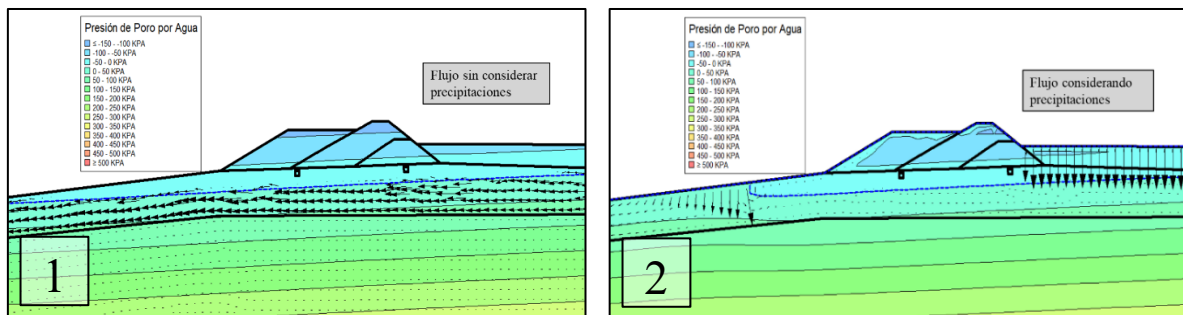 Presión de Poro por Agua
≤ -150 - -100 KPA
-100 - -50 KPA
-50 - 0 KPA
0 - 50 KPA
50 - 100 KPA
100 - 150 KPA
150 - 200 KPA
200 - 250 KPA
250 - 300 KPA
300 - 350 KPA
350 - 400 KPA
400 - 450 KPA
450 - 500 KPA
≥ 500 KPA
Flujo sin considerar
precipitaciones
1
Presión de Poro por Agua
≤ -150 - -100 KPA
-100 - -50 KPA
-50 - 0 KPA
0 - 50 KPA
50 - 100 KPA
100 - 150 KPA
150 - 200 KPA
200 - 250 KPA
250 - 300 KPA
300 - 350 KPA
350 - 400 KPA
400 - 450 KPA
450 - 500 KPA
≥ 500 KPA
Flujo considerando
precipitaciones
2